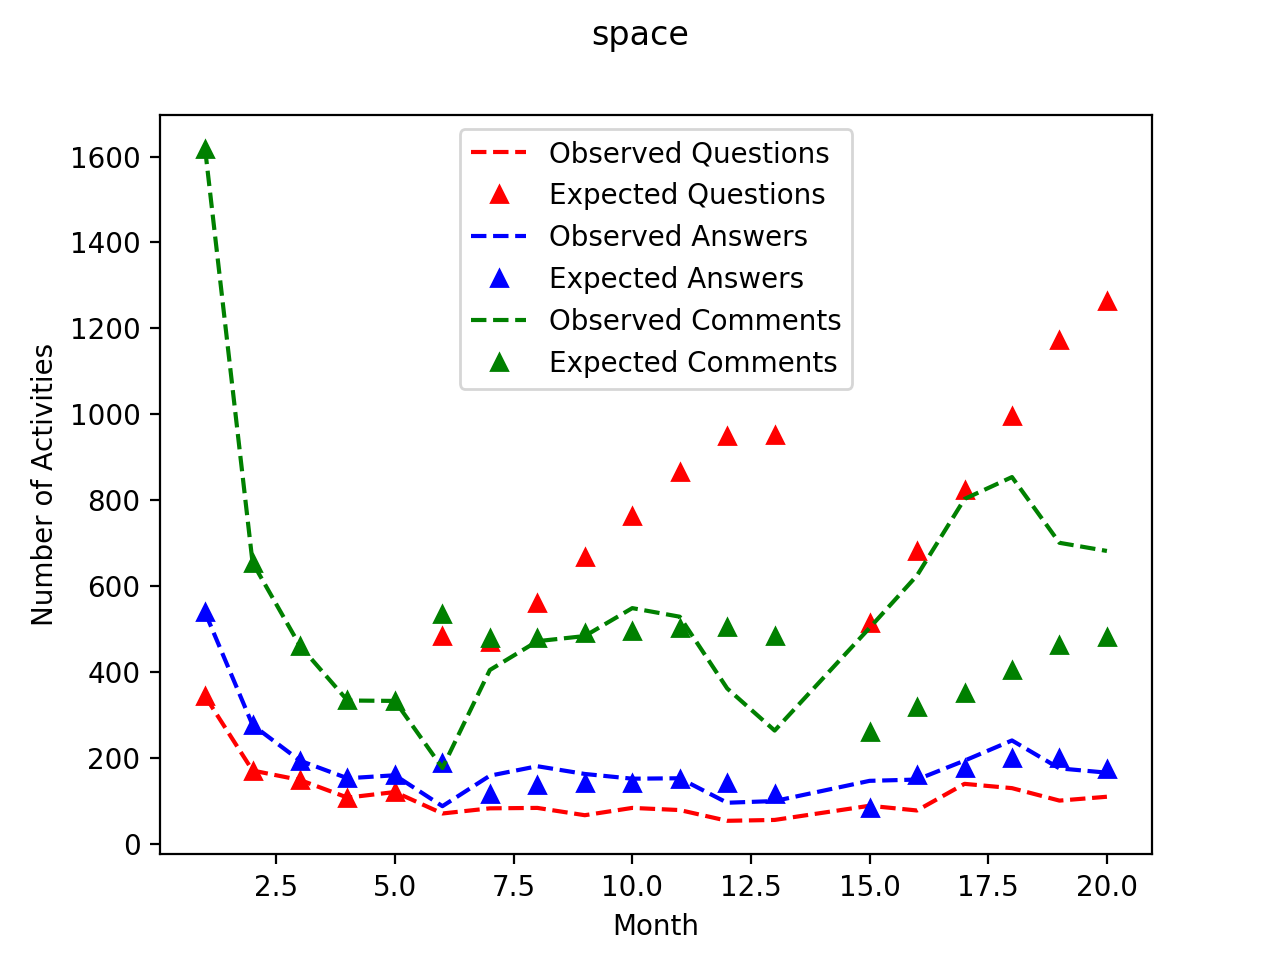 space
1600
1400
1200
1000
800
600
400
200
0
Number of Activities
Observed Questions
Expected Questions
Observed Answers
Expected Answers
Observed Comments
Expected Comments
2.5 5.0 7.5 10.0 12.5 15.0 17.5 20.0
Month